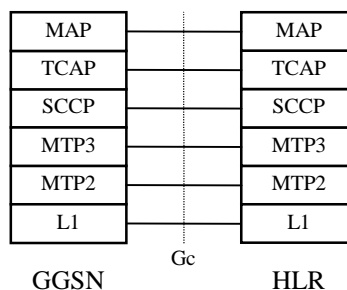 MAP MAP
TCAP TCAP
SCCP SCCP
MTP3 MTP3
MTP2 MTP2
L1 L1
Gc
GGSN HLR